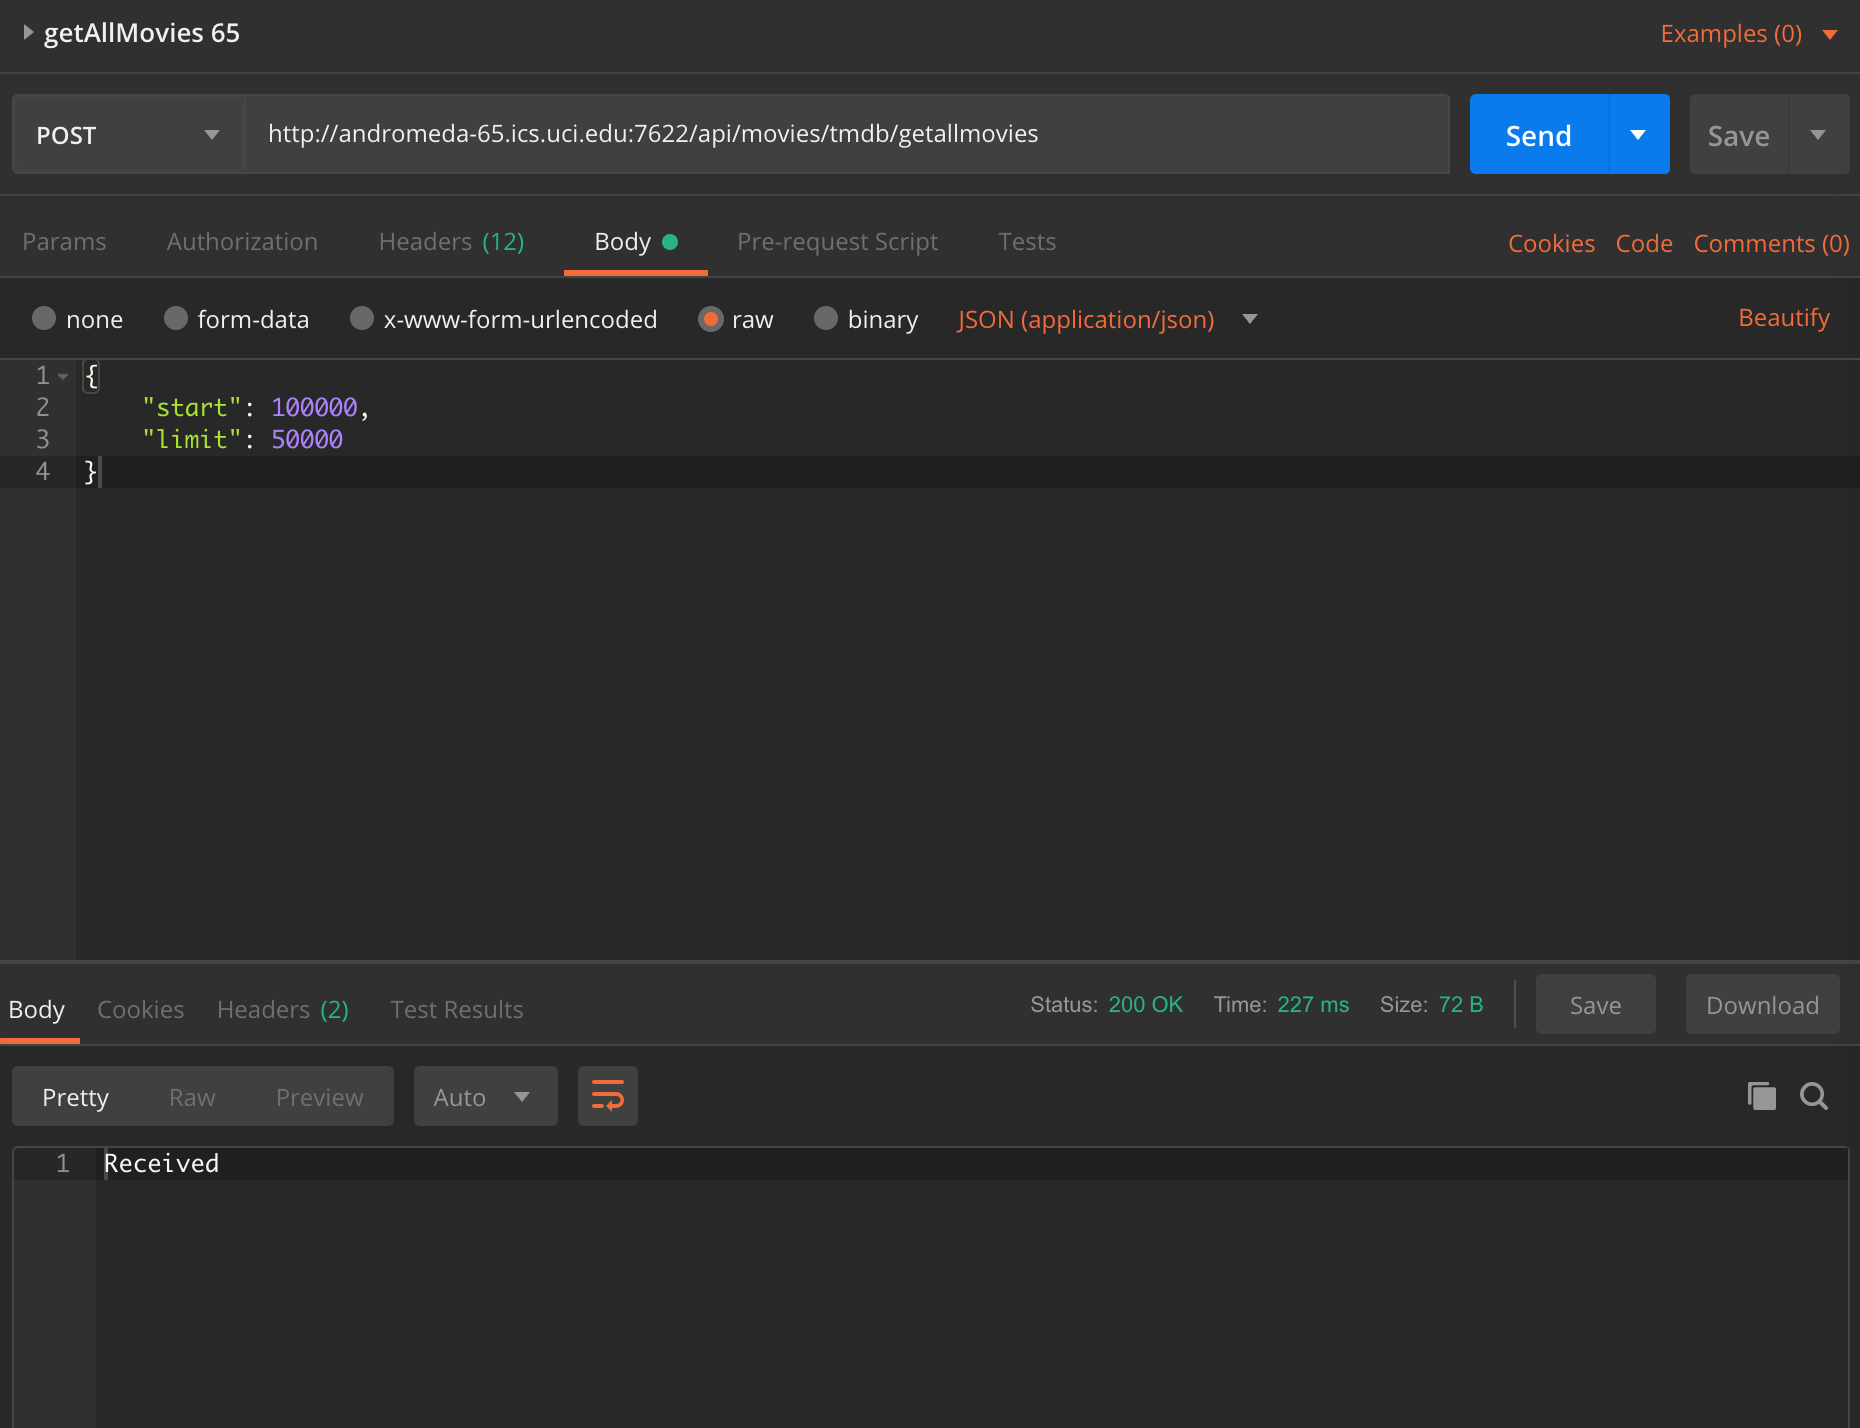 getAllMovies 65
Examples (0)
POST
http://andromeda-65.ics.uci.edu:7622/api/movies/tmdb/getallmovies
Send
Save
Params Authorization Headers (12) Body Pre-request Script Tests Cookies Code Comments (0)
none form-data x-www-form-urlencoded raw binary JSON (application/json) Beautify
1 {
2 "start": 100000,
3 "limit": 50000
4 }
Body Cookies Headers (2) Test Results Status: 200 OK Time: 227 ms Size: 72 B Save Download
Pretty Raw Preview Auto
1 Received